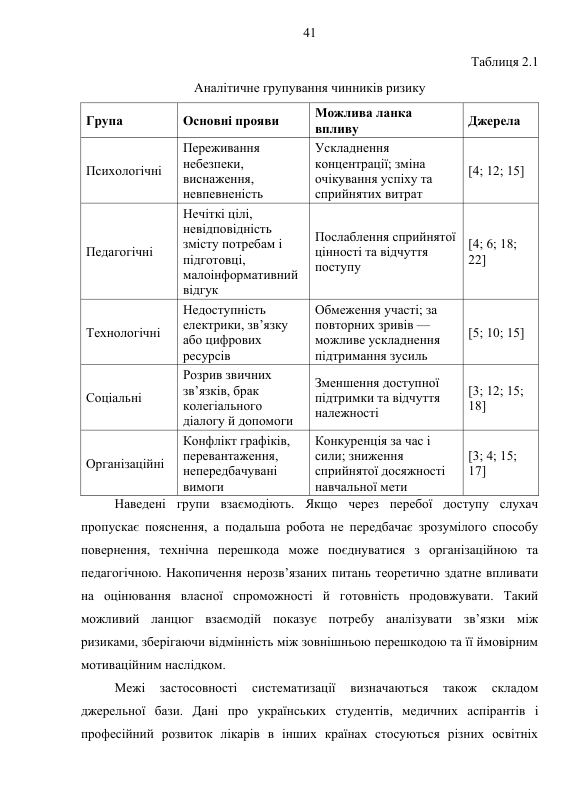 41
Таблиця 2.1
Аналітичне групування чинників ризику
Група
Основні прояви
Можлива ланка
впливу
Джерела
Психологічні
Переживання
небезпеки,
виснаження,
невпевненість
Ускладнення
концентрації; зміна
очікування успіху та
сприйнятих витрат
[4; 12; 15]
Педагогічні
Нечіткі цілі,
невідповідність
змісту потребам і
підготовці,
малоінформативний
відгук
Послаблення сприйнятої
цінності та відчуття
поступу
[4; 6; 18;
22]
Технологічні
Недоступність
електрики, зв’язку
або цифрових
ресурсів
Обмеження участі; за
повторних зривів —
можливе ускладнення
підтримання зусиль
[5; 10; 15]
Соціальні
Розрив звичних
зв’язків, брак
колегіального
діалогу й допомоги
Зменшення доступної
підтримки та відчуття
належності
[3; 12; 15;
18]
Організаційні
Конфлікт графіків,
перевантаження,
непередбачувані
вимоги
Конкуренція за час і
сили; зниження
сприйнятої досяжності
навчальної мети
[3; 4; 15;
17]
Наведені групи взаємодіють. Якщо через перебої доступу слухач
пропускає пояснення, а подальша робота не передбачає зрозумілого способу
повернення, технічна перешкода може поєднуватися з організаційною та
педагогічною. Накопичення нерозв’язаних питань теоретично здатне впливати
на оцінювання власної спроможності й готовність продовжувати. Такий
можливий ланцюг взаємодій показує потребу аналізувати зв’язки між
ризиками, зберігаючи відмінність між зовнішньою перешкодою та її ймовірним
мотиваційним наслідком.
Межі застосовності систематизації визначаються також складом
джерельної бази. Дані про українських студентів, медичних аспірантів і
професійний розвиток лікарів в інших країнах стосуються різних освітніх